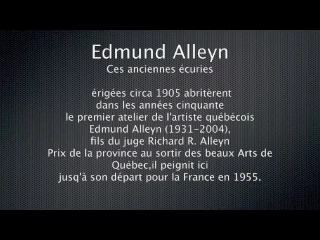 Edmund Alleyn
Ces anciennes écuries
érigées circa 1905 abritèrent
dans les années cinquante
le premier atelier de l'artiste québécois
Edmund Alleyn (1931-2004),
fils du juge Richard R. Alleyn
Prix de la province au sortir des beaux Arts de
Québec,il peignit ici
jusqu'à son départ pour la France en 1955.